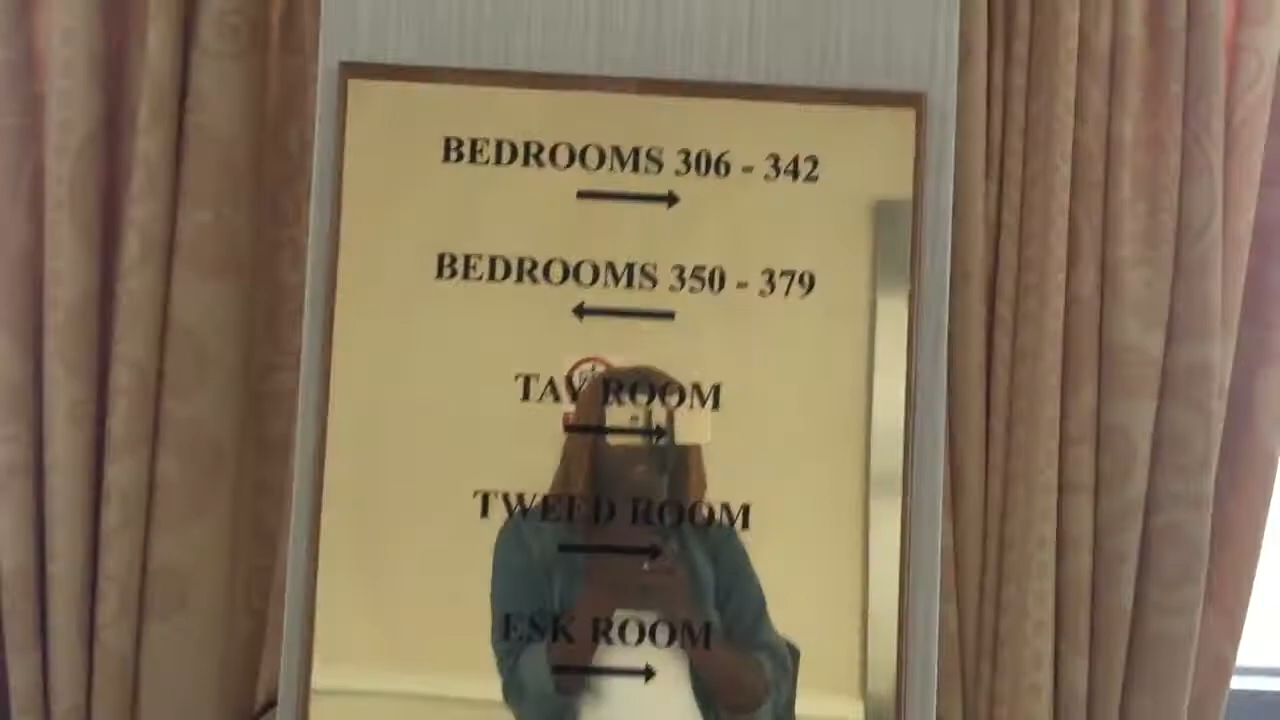 BEDROOMS 306 - 342
BEDROOMS 350 - 379
TAY ROOM
TWEED ROOM
ESK ROOM